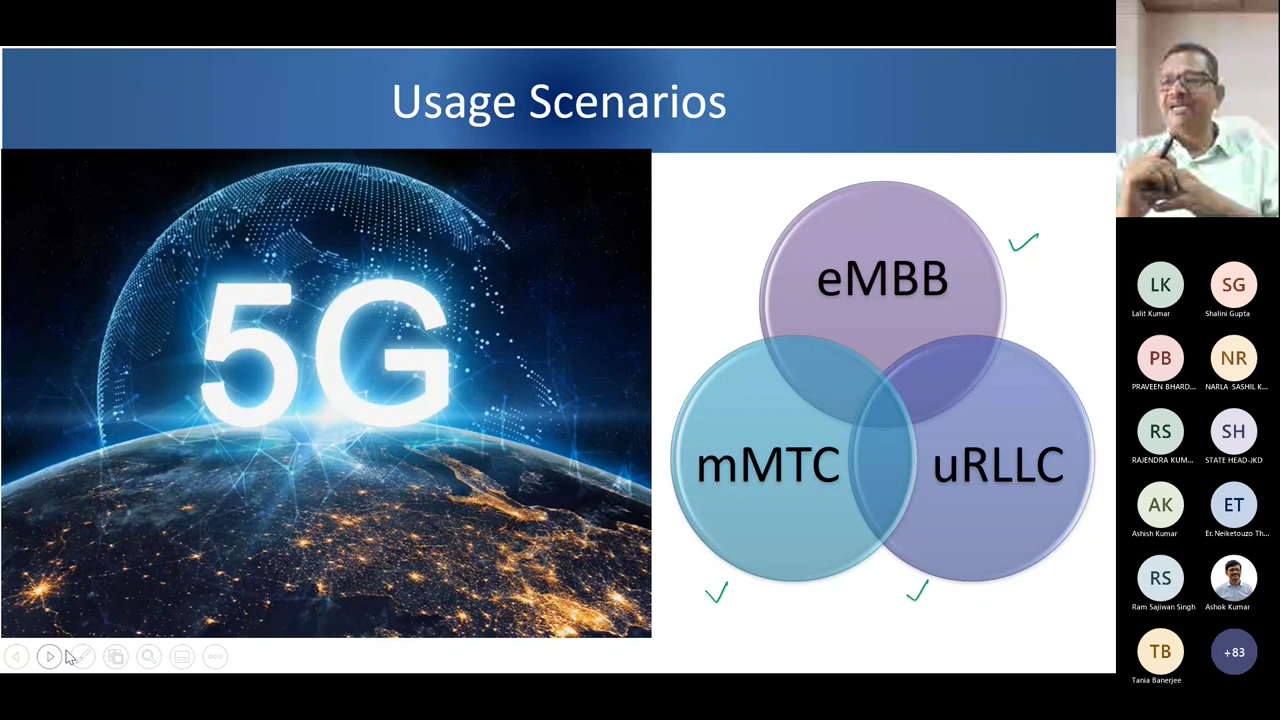 Usage Scenarios
5G
eMBB
mMTC
uRLLC
LK
SG
Lalit Kumar
Shalini Gupta
PB
NR
PRAVEEN BHARD...
NARLA SASHIL K...
RS
SH
RAJENDRA KUM...
STATE HEAD-JKD
AK
ET
Ashish Kumar
Er. Neiketouzo Th...
RS
Ram Sajiwan Singh
Ashok Kumar
TB
+83
Tania Banerjee